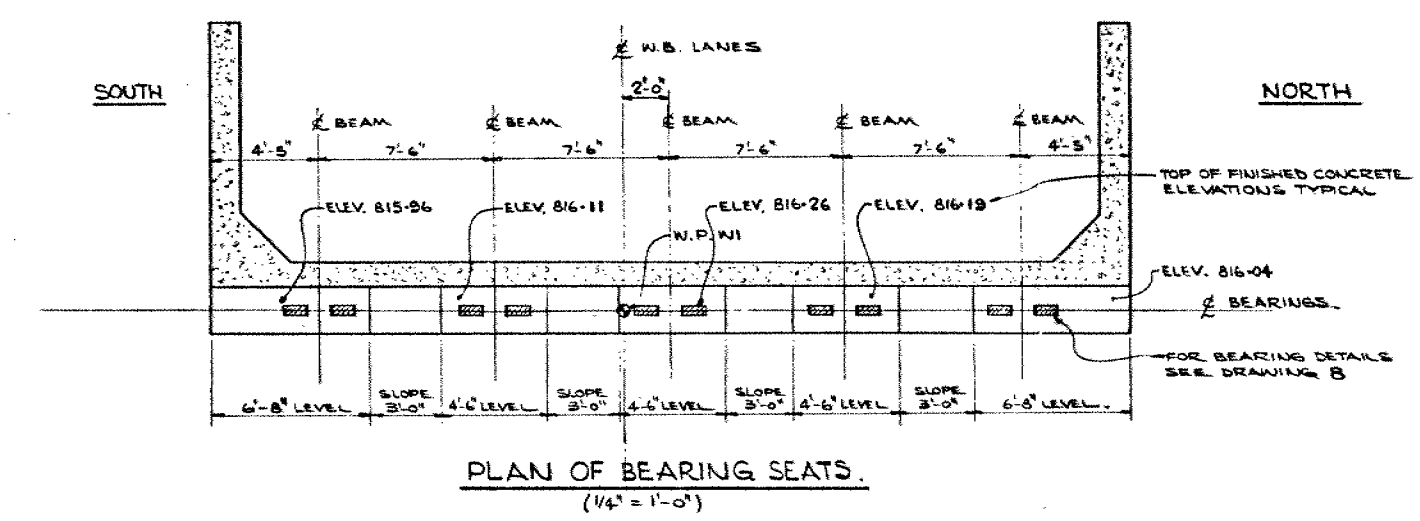 SOUTH
NORTH
℄ W.B. LANES
2'-0"
℄ BEAM
℄ BEAM
℄ BEAM
℄ BEAM
℄ BEAM
4'-5"
7'-6"
7'-6"
7'-6"
7'-6"
4'-5"
TOP OF FINISHED CONCRETE
ELEVATIONS TYPICAL
ELEV. 815·96
ELEV. 816·11
ELEV. 816·26
ELEV. 816·19
W.P. W1
ELEV. 816·04
℄ BEARINGS.
FOR BEARING DETAILS
SEE DRAWING 8
6'-8" LEVEL
SLOPE
3'-0"
4'-6" LEVEL
SLOPE
3'-0"
4'-6" LEVEL
SLOPE
3'-0"
4'-6" LEVEL
SLOPE
3'-0"
6'-8" LEVEL.
PLAN OF BEARING SEATS.
(1/4" = 1'-0")